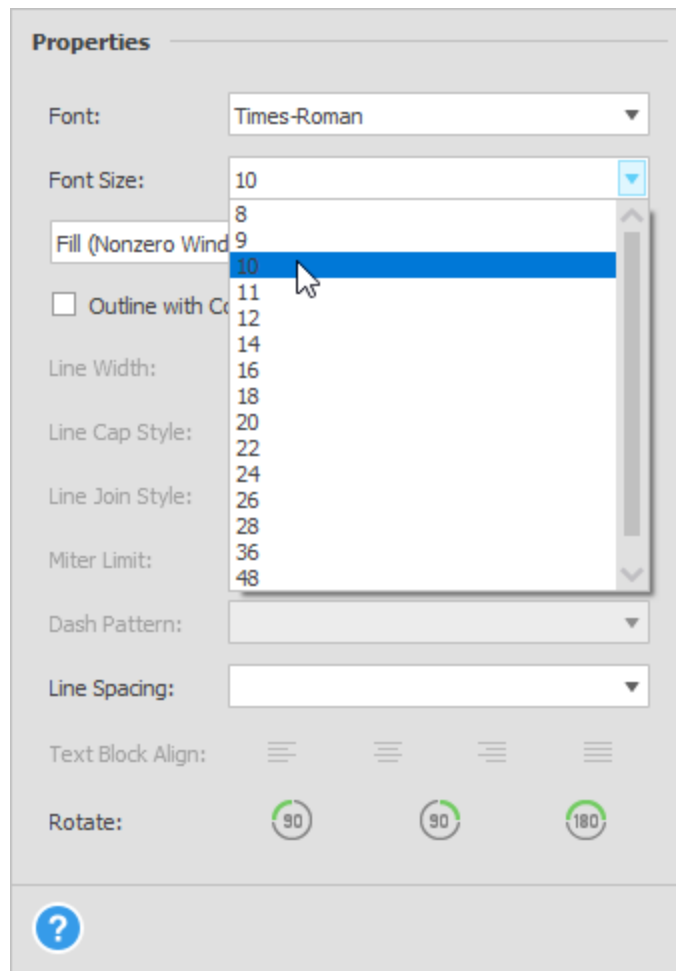 Properties
Font: Times-Roman
Font Size: 10
8
Fill (Nonzero Wind 9
10
Outline with Co 11
12
Line Width: 14
16
18
Line Cap Style: 20
22
24
Line Join Style: 26
28
Miter Limit: 36
48
Dash Pattern:
Line Spacing:
Text Block Align:
Rotate: 90 90 180
?